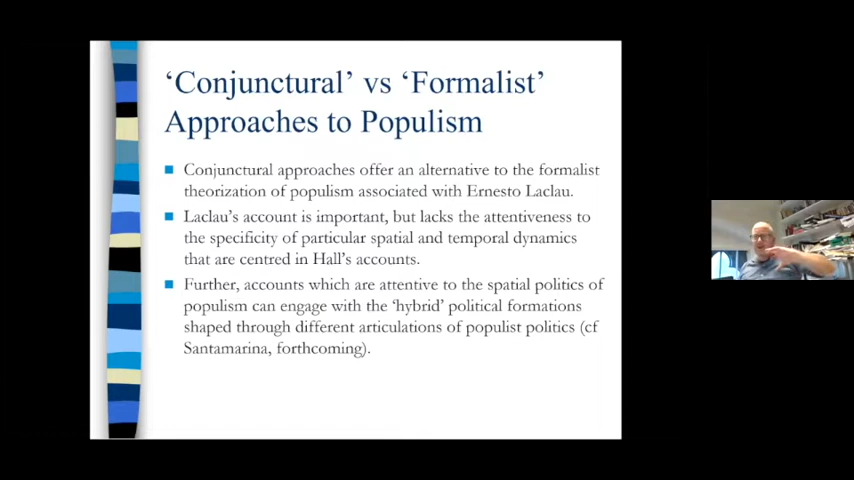 ‘Conjunctural’ vs ‘Formalist’
Approaches to Populism
Conjunctural approaches offer an alternative to the formalist
theorization of populism associated with Ernesto Laclau.
Laclau’s account is important, but lacks the attentiveness to
the specificity of particular spatial and temporal dynamics
that are centred in Hall’s accounts.
Further, accounts which are attentive to the spatial politics of
populism can engage with the ‘hybrid’ political formations
shaped through different articulations of populist politics (cf
Santamarina, forthcoming).